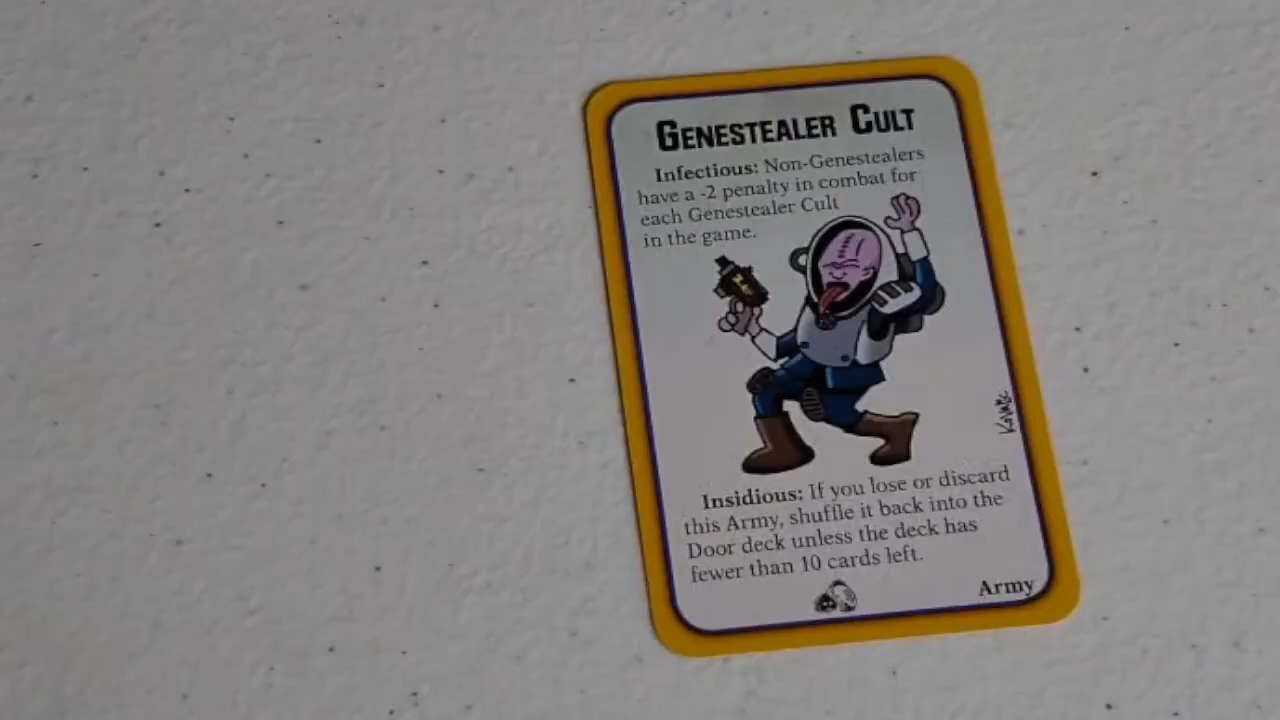 GENESTEALER CULT
Infectious: Non-Genestealers
have a -2 penalty in combat for
each Genestealer Cult
in the game.
Kovalic
Insidious: If you lose or discard
this Army, shuffle it back into the
Door deck unless the deck has
fewer than 10 cards left.
Army